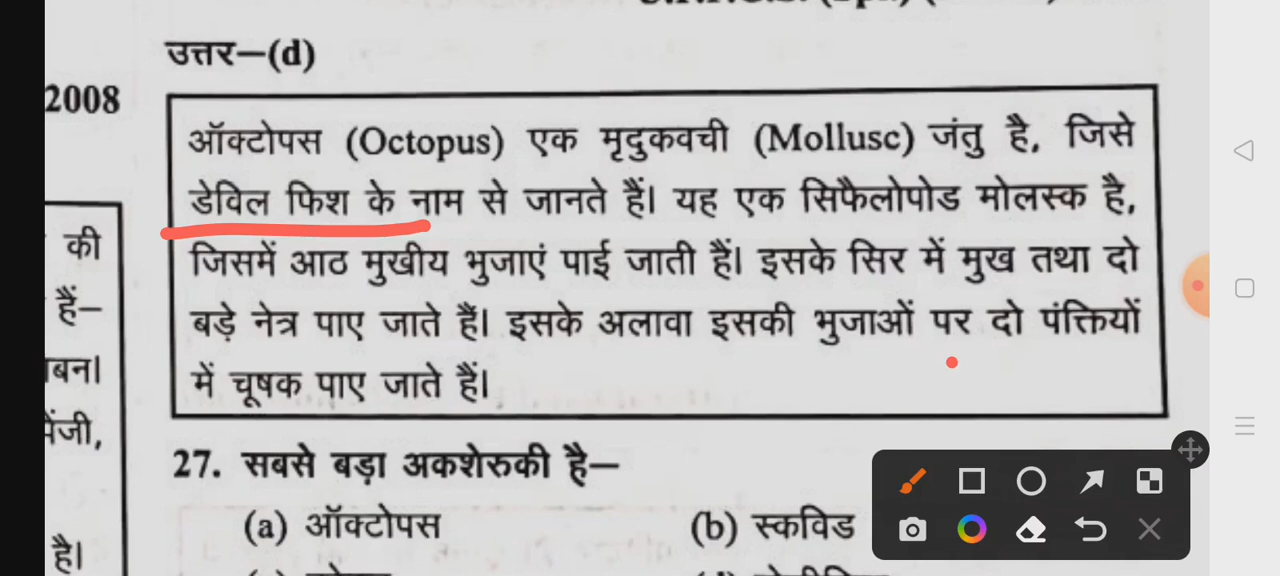 उत्तर–(d)
2008
ऑक्टोपस (Octopus) एक मृदुकवची (Mollusc) जंतु है, जिसे
डेविल फिश के नाम से जानते हैं। यह एक सिफैलोपोड मोलस्क है,
जिसमें आठ मुखीय भुजाएं पाई जाती हैं। इसके सिर में मुख तथा दो
बड़े नेत्र पाए जाते हैं। इसके अलावा इसकी भुजाओं पर दो पंक्तियों
में चूषक पाए जाते हैं।
की
हैं–
है।
27. सबसे बड़ा अकशेरुकी है–
(a) ऑक्टोपस (b) स्कविड